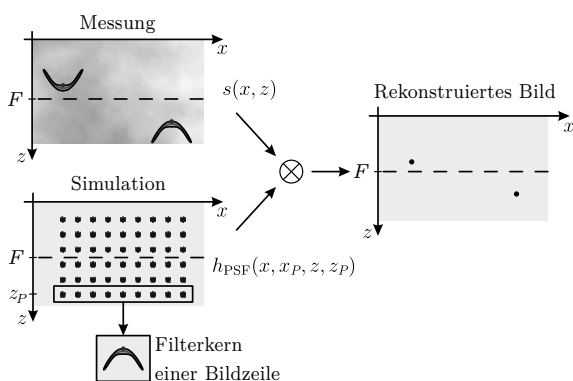 Messung
x
F
z
s(x, z)
Rekonstruiertes Bild
x
F
z
Simulation
x
F
z_P
z
h_PSF(x, x_P, z, z_P)
Filterkern
einer Bildzeile